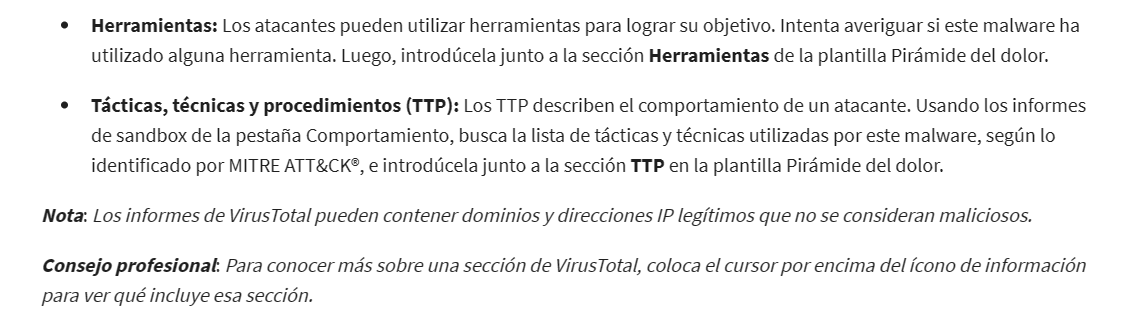 • Herramientas: Los atacantes pueden utilizar herramientas para lograr su objetivo. Intenta averiguar si este malware ha
utilizado alguna herramienta. Luego, introdúcela junto a la sección Herramientas de la plantilla Pirámide del dolor.
• Tácticas, técnicas y procedimientos (TTP): Los TTP describen el comportamiento de un atacante. Usando los informes
de sandbox de la pestaña Comportamiento, busca la lista de tácticas y técnicas utilizadas por este malware, según lo
identificado por MITRE ATT&CK®, e introdúcela junto a la sección TTP en la plantilla Pirámide del dolor.
Nota: Los informes de VirusTotal pueden contener dominios y direcciones IP legítimos que no se consideran maliciosos.
Consejo profesional: Para conocer más sobre una sección de VirusTotal, coloca el cursor por encima del ícono de información
para ver qué incluye esa sección.